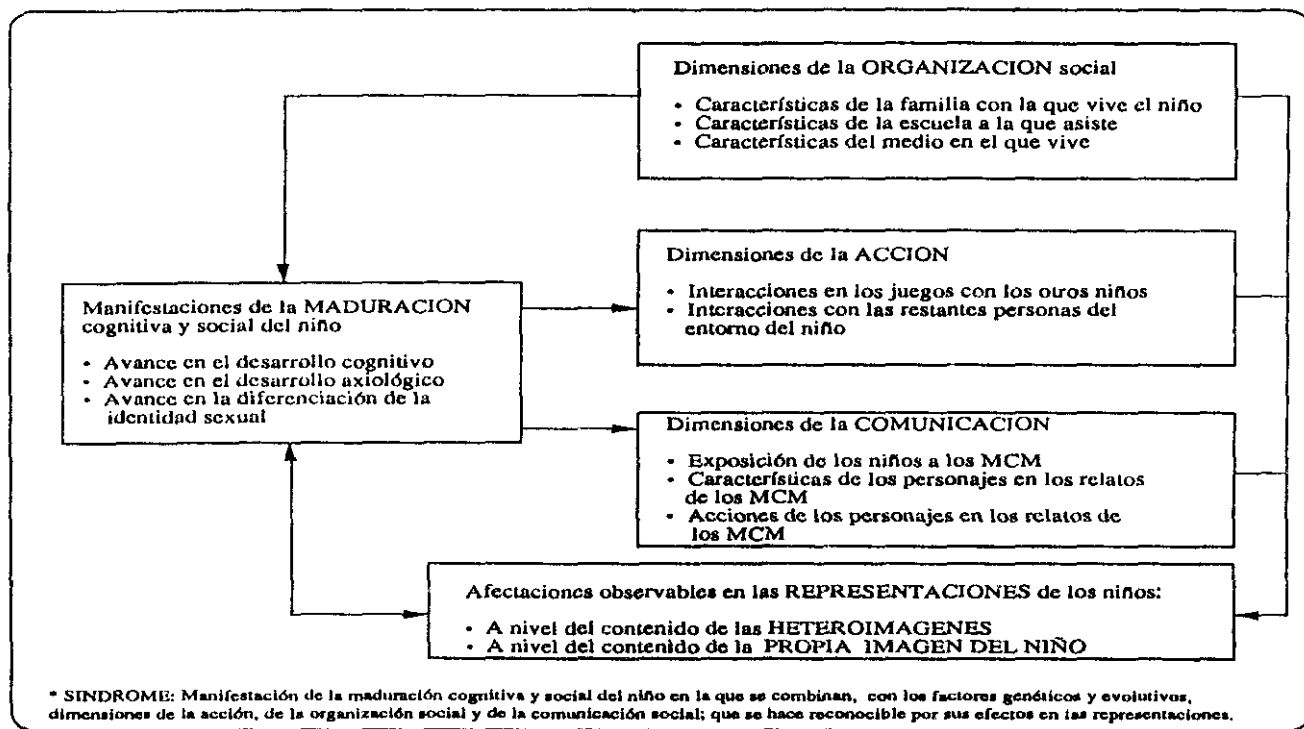 Dimensiones de la ORGANIZACION social
• Características de la familia con la que vive el niño
• Características de la escuela a la que asiste
• Características del medio en el que vive
Dimensiones de la ACCION
• Interacciones en los juegos con los otros niños
• Interacciones con las restantes personas del
entorno del niño
Manifestaciones de la MADURACION
cognitiva y social del niño
• Avance en el desarrollo cognitivo
• Avance en el desarrollo axiológico
• Avance en la diferenciación de la
identidad sexual
Dimensiones de la COMUNICACION
• Exposición de los niños a los MCM
• Características de los personajes en los relatos
de los MCM
• Acciones de los personajes en los relatos de
los MCM
Afectaciones observables en las REPRESENTACIONES de los niños:
• A nivel del contenido de las HETEROIMAGENES
• A nivel del contenido de la PROPIA IMAGEN DEL NIÑO
* SINDROME: Manifestación de la maduración cognitiva y social del niño en la que se combinan, con los factores genéticos y evolutivos,
dimensiones de la acción, de la organización social y de la comunicación social; que se hace reconocible por sus efectos en las representaciones.